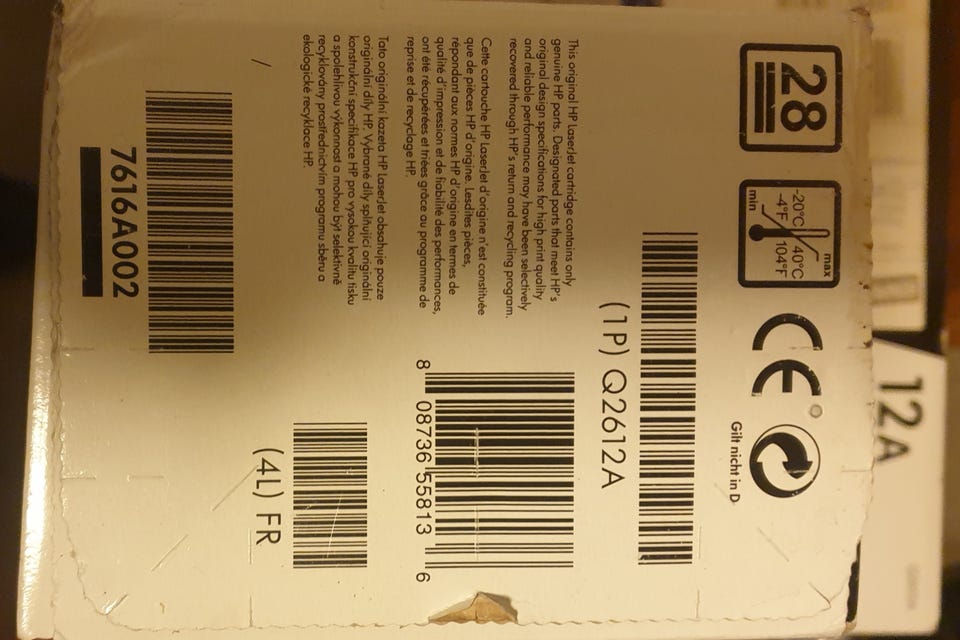 28
-20°C
-4°F
min
max
40°C
104°F
Gilt nicht in D
12A
(1P) Q2612A
This original HP LaserJet cartridge contains only
genuine HP parts. Designated parts that meet HP's
original design specifications for high print quality
and reliable performance may have been selectively
recovered through HP's return and recycling program.
Cette cartouche HP LaserJet d'origine n'est constituée
que de pièces HP d'origine. Lesdites pièces,
répondant aux normes HP d'origine en termes de
qualité d'impression et de fiabilité des performances,
ont été récupérées et triées grâce au programme de
reprise et de recyclage HP.
Tato originální kazeta HP LaserJet obsahuje pouze
originální díly HP. Vybrané díly splňující originální
konstrukční specifikace HP pro vysokou kvalitu tisku
a spolehlivou výkonnost a mohou být selektivně
recyklovány prostřednictvím programu sběru a
ekologické recyklace HP.
8 08736 55813 6
(4L) FR
/
7616A002